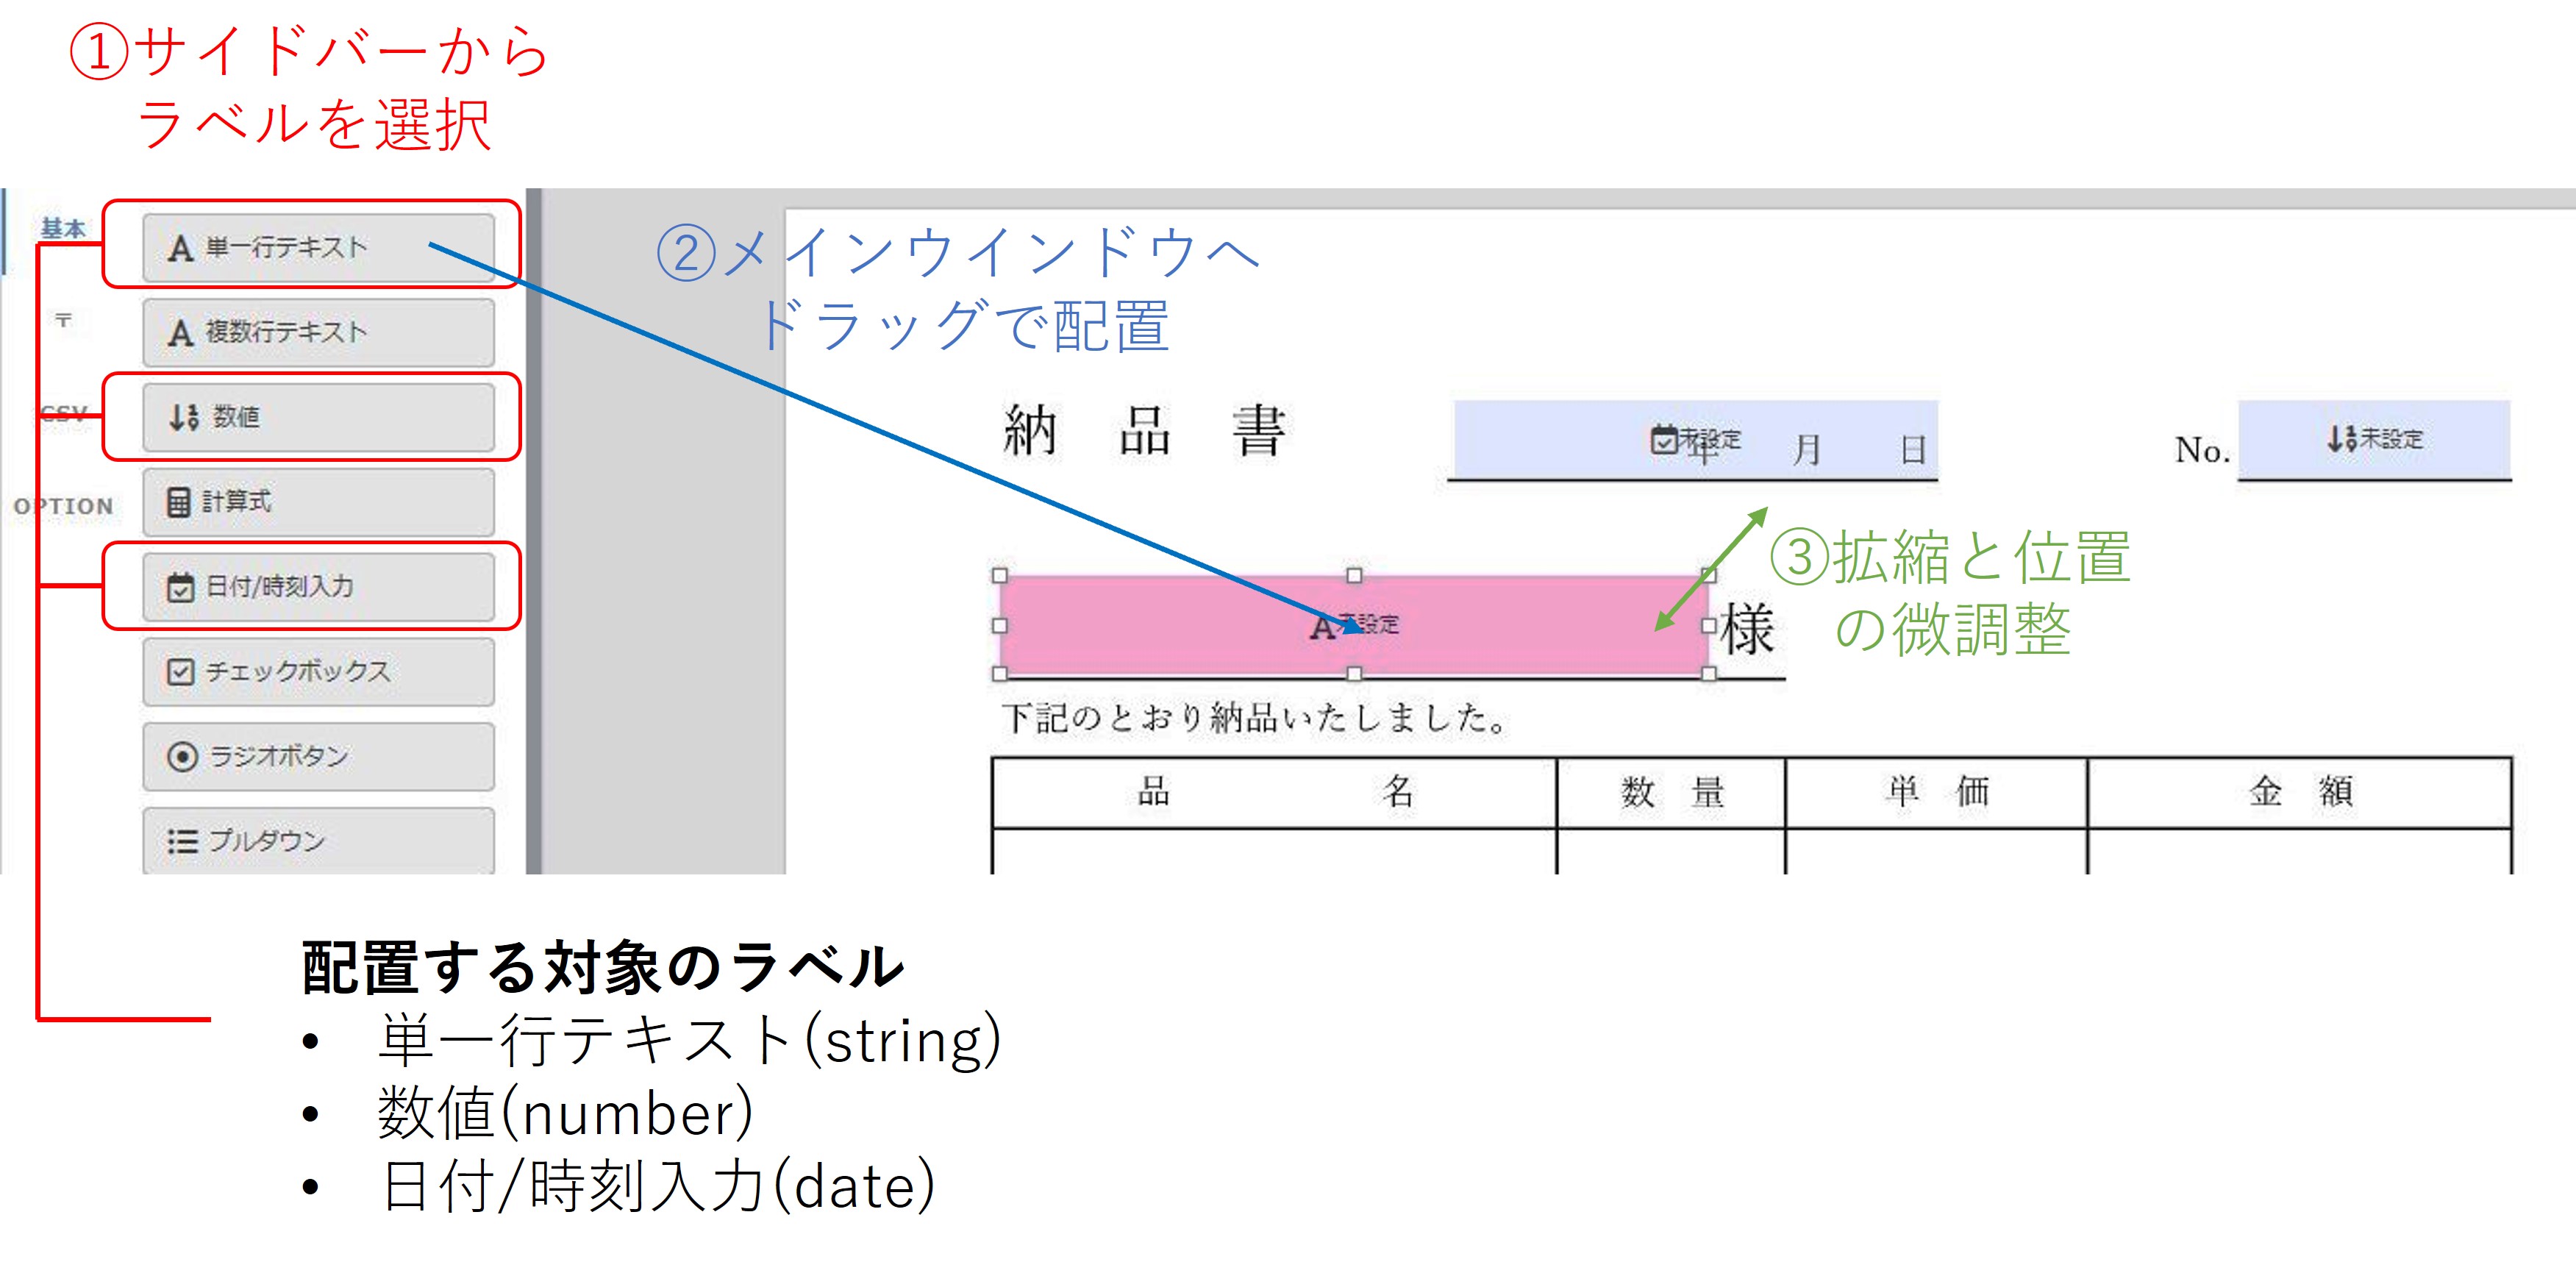 ①サイドバーから
ラベルを選択
基本
〒
CSV
OPTION
単一行テキスト
複数行テキスト
数値
計算式
日付/時刻入力
チェックボックス
ラジオボタン
プルダウン
②メインウインドウへ
ドラッグで配置
納 品 書
未設定
年 月 日
No.
未設定
未設定
様
③拡縮と位置
の微調整
下記のとおり納品いたしました。
品 名 数 量 単 価 金 額
配置する対象のラベル
• 単一行テキスト(string)
• 数値(number)
• 日付/時刻入力(date)